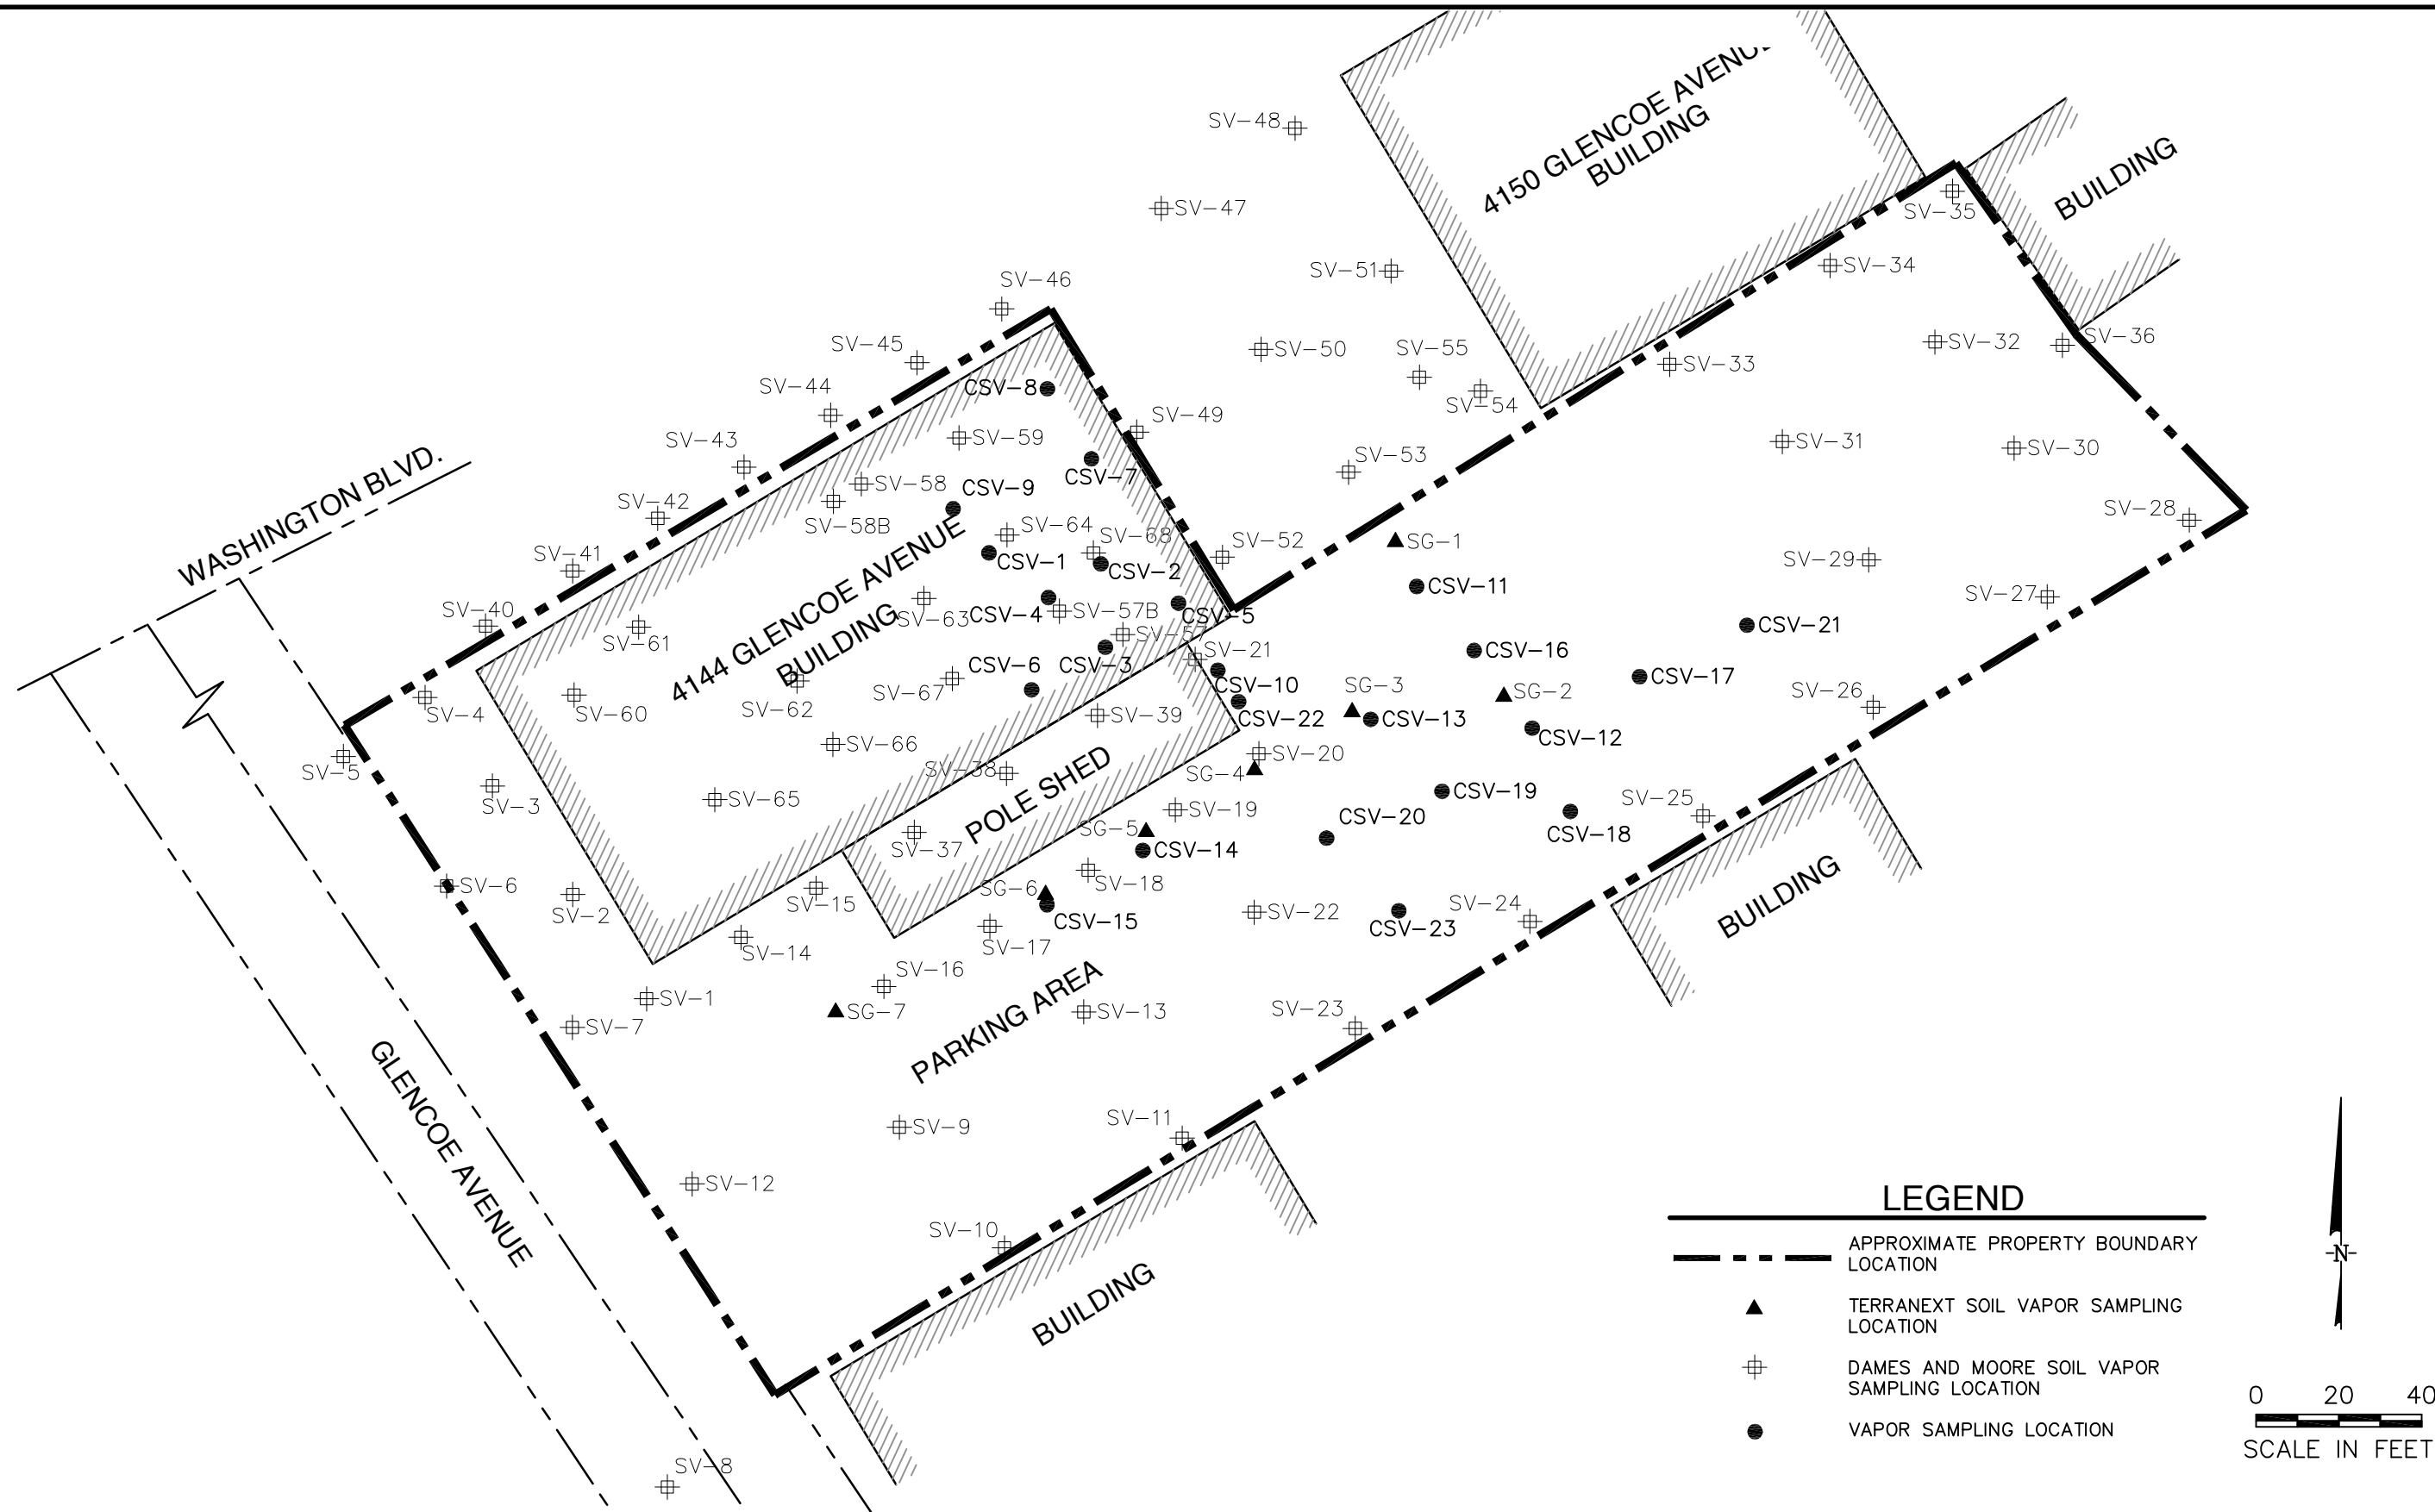 4150 GLENCOE AVENUE
BUILDING
BUILDING
SV-48
SV-47
SV-35
SV-51
SV-34
SV-46
SV-45
SV-50
SV-55
SV-33
SV-32
SV-36
SV-44
CSV-8
SV-54
SV-49
SV-43
SV-59
SV-31
SV-30
SV-53
CSV-7
WASHINGTON BLVD.
SV-58
CSV-9
SV-42
SV-58B
SV-64
SV-68
SV-28
SV-41
SV-52
SG-1
CSV-1
CSV-2
SV-29
4144 GLENCOE AVENUE
BUILDING
CSV-11
SV-27
SV-40
SV-63
CSV-4
SV-57B
CSV-5
CSV-21
SV-61
SV-57
SV-21
CSV-16
CSV-6
CSV-3
CSV-17
SV-67
CSV-10
SG-3
SG-2
SV-26
SV-4
SV-60
SV-62
SV-39
CSV-22
CSV-13
CSV-12
SV-66
SV-20
SV-5
SV-38
POLE SHED
SG-4
SV-3
SV-65
SV-19
CSV-19
SV-25
CSV-20
SG-5
CSV-18
SV-37
CSV-14
SV-6
SV-18
SG-6
SV-15
SV-2
CSV-15
SV-22
CSV-23
SV-24
BUILDING
SV-14
SV-17
SV-16
SV-1
SG-7
SV-13
SV-23
SV-7
PARKING AREA
GLENCOE AVENUE
SV-9
SV-11
SV-12
SV-10
BUILDING
SV-8
LEGEND
APPROXIMATE PROPERTY BOUNDARY
LOCATION
TERRANEXT SOIL VAPOR SAMPLING
LOCATION
DAMES AND MOORE SOIL VAPOR
SAMPLING LOCATION
VAPOR SAMPLING LOCATION
N
0 20 40
SCALE IN FEET